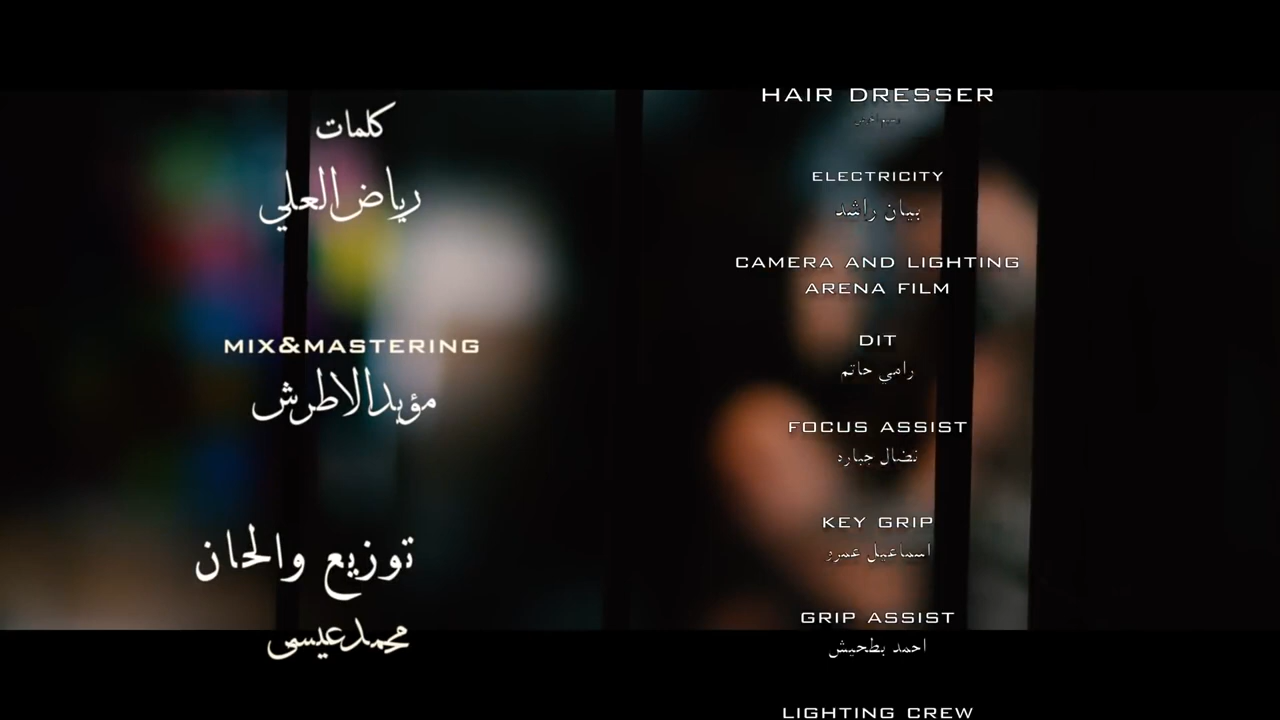 كلمات
رياض العلي
MIX&MASTERING
مؤيد الاطرش
توزيع والحان
محمد عيسى
HAIR DRESSER
ELECTRICITY
بيان راشد
CAMERA AND LIGHTING
ARENA FILM
DIT
رامي حاتم
FOCUS ASSIST
نضال جباره
KEY GRIP
اسماعيل عمرو
GRIP ASSIST
احمد بطحيش
LIGHTING CREW